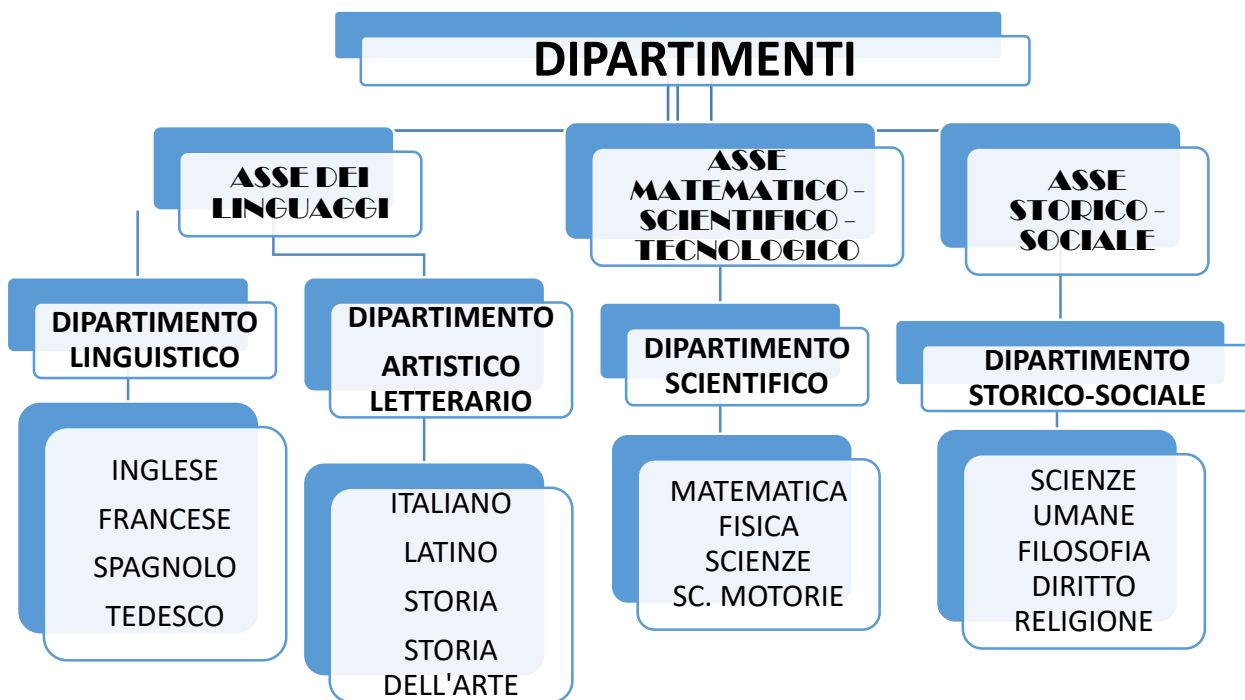 DIPARTIMENTI
ASSE DEI
LINGUAGGI
ASSE
MATEMATICO -
SCIENTIFICO -
TECNOLOGICO
ASSE
STORICO -
SOCIALE
DIPARTIMENTO
LINGUISTICO
DIPARTIMENTO
ARTISTICO
LETTERARIO
DIPARTIMENTO
SCIENTIFICO
DIPARTIMENTO
STORICO-SOCIALE
INGLESE
FRANCESE
SPAGNOLO
TEDESCO
ITALIANO
LATINO
STORIA
STORIA
DELL'ARTE
MATEMATICA
FISICA
SCIENZE
SC. MOTORIE
SCIENZE
UMANE
FILOSOFIA
DIRITTO
RELIGIONE